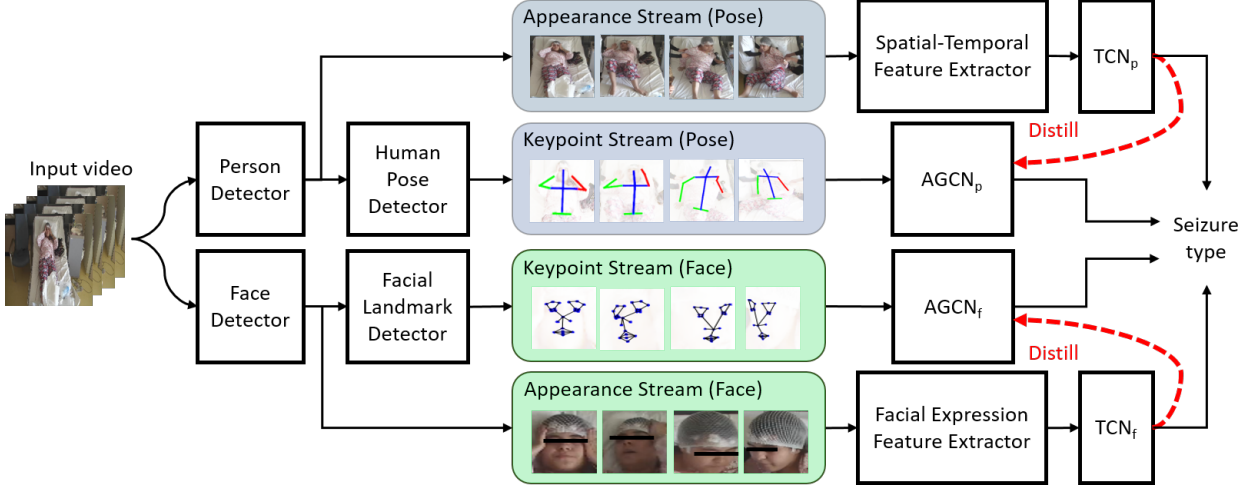 Input video
Person
Detector
Face
Detector
Human
Pose
Detector
Facial
Landmark
Detector
Appearance Stream (Pose)
Keypoint Stream (Pose)
Keypoint Stream (Face)
Appearance Stream (Face)
Spatial-Temporal
Feature Extractor
TCNp
Distill
AGCNp
AGCNf
Distill
Facial Expression
Feature Extractor
TCNf
Seizure
type